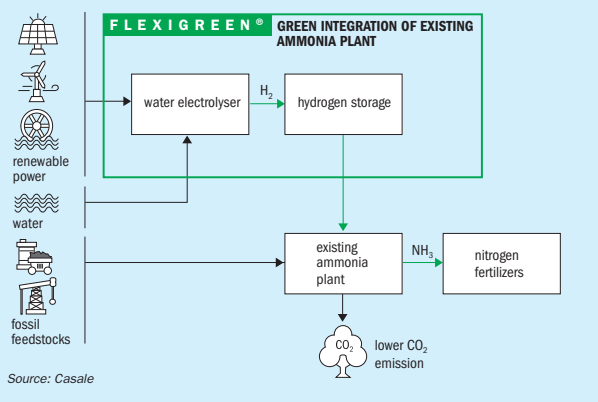 FLEXIGREEN® GREEN INTEGRATION OF EXISTING
AMMONIA PLANT
water electrolyser
H₂
hydrogen storage
renewable
power
water
existing
ammonia
plant
NH₃
nitrogen
fertilizers
fossil
feedstocks
CO₂
lower CO₂
emission
Source: Casale